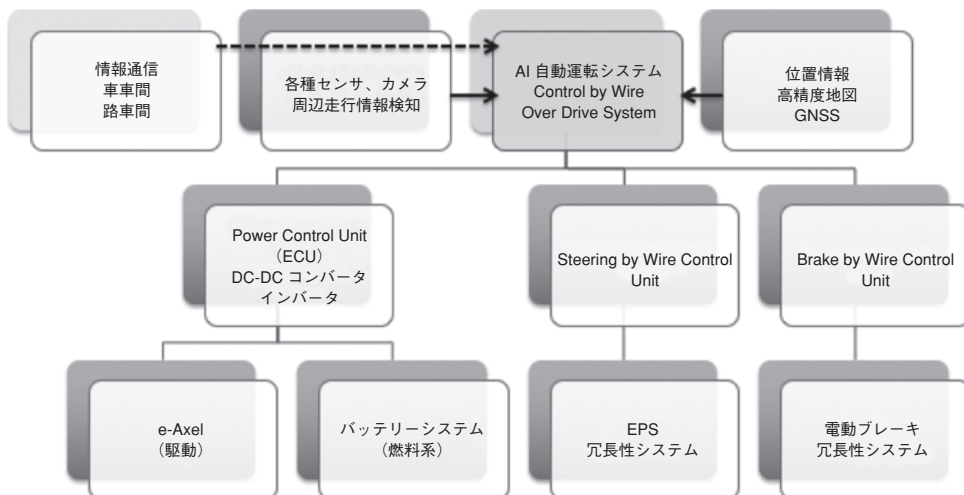 情報通信
車車間
路車間
各種センサ、カメラ
周辺走行情報検知
AI 自動運転システム
Control by Wire
Over Drive System
位置情報
高精度地図
GNSS
Power Control Unit
（ECU）
DC-DC コンバータ
インバータ
Steering by Wire Control
Unit
Brake by Wire Control
Unit
e-Axel
（駆動）
バッテリーシステム
（燃料系）
EPS
冗長性システム
電動ブレーキ
冗長性システム